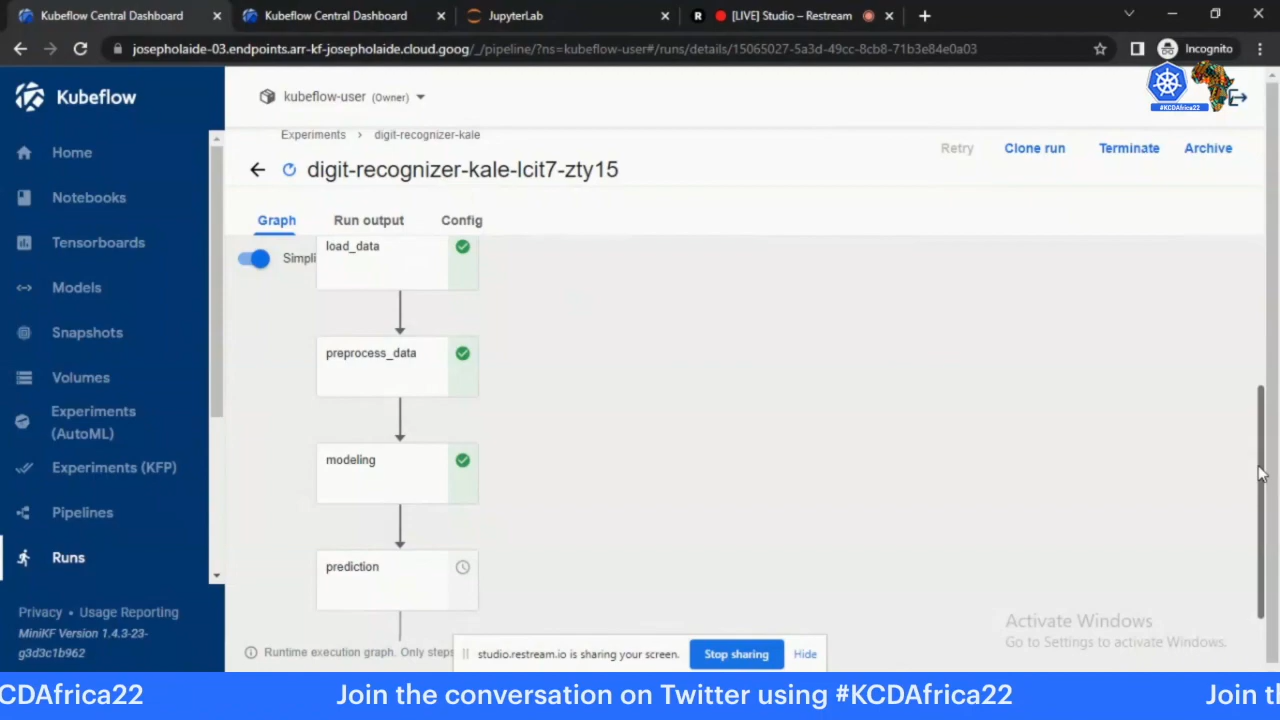 Kubeflow Central Dashboard
Kubeflow Central Dashboard
JupyterLab
R
[LIVE] Studio – Restream
josepholaide-03.endpoints.arr-kf-josepholaide.cloud.goog/_/pipeline/?ns=kubeflow-user#/runs/details/15065027-5a3d-49cc-8cb8-71b3e84e0a03
Incognito
Kubeflow
kubeflow-user (Owner)
#KCDAfrica22
Experiments > digit-recognizer-kale
digit-recognizer-kale-lcit7-zty15
Retry
Clone run
Terminate
Archive
Home
Notebooks
Tensorboards
Models
Snapshots
Volumes
Experiments
(AutoML)
Experiments (KFP)
Pipelines
Runs
Privacy • Usage Reporting
MiniKF Version 1.4.3-23-
g3d3c1b962
Graph
Run output
Config
Simpli
load_data
preprocess_data
modeling
prediction
Runtime execution graph. Only steps
studio.restream.io is sharing your screen.
Stop sharing
Hide
Activate Windows
Go to Settings to activate Windows.
CDAfrica22
Join the conversation on Twitter using #KCDAfrica22
Join t